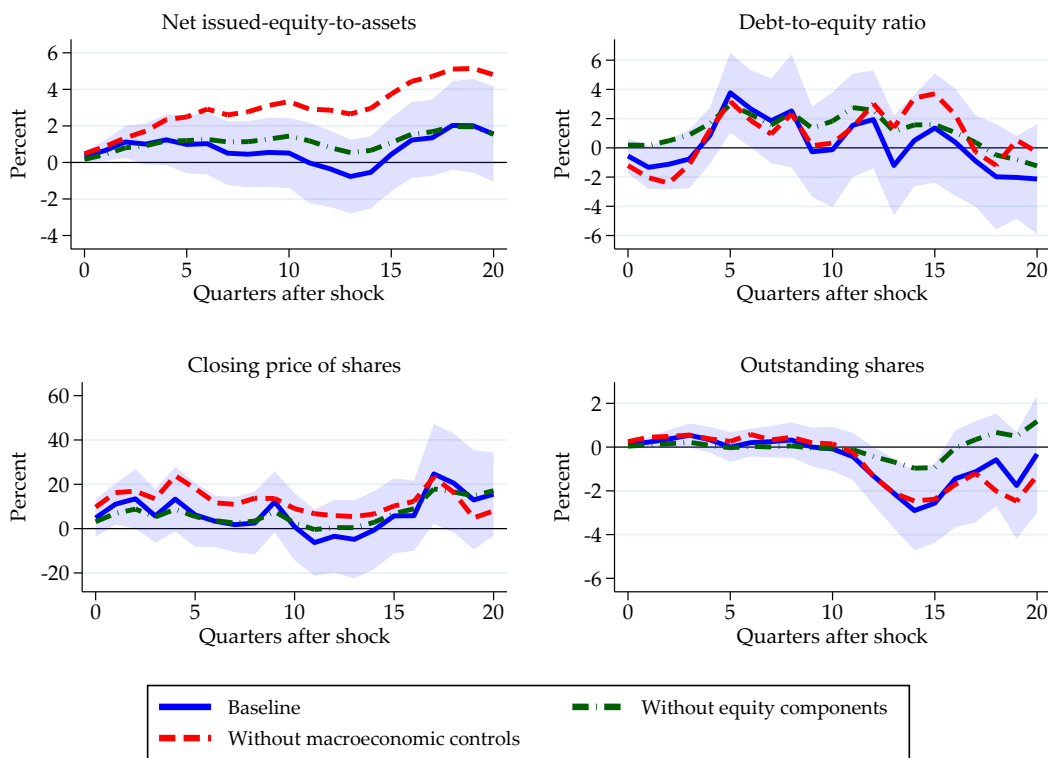 Net issued-equity-to-assets
6
4
2
0
-2
-4
Percent
0 5 10 15 20
Quarters after shock
Debt-to-equity ratio
6
4
2
0
-2
-4
-6
Percent
0 5 10 15 20
Quarters after shock
Closing price of shares
60
40
20
0
-20
Percent
0 5 10 15 20
Quarters after shock
Outstanding shares
2
0
-2
-4
-6
Percent
0 5 10 15 20
Quarters after shock
Baseline
Without equity components
Without macroeconomic controls